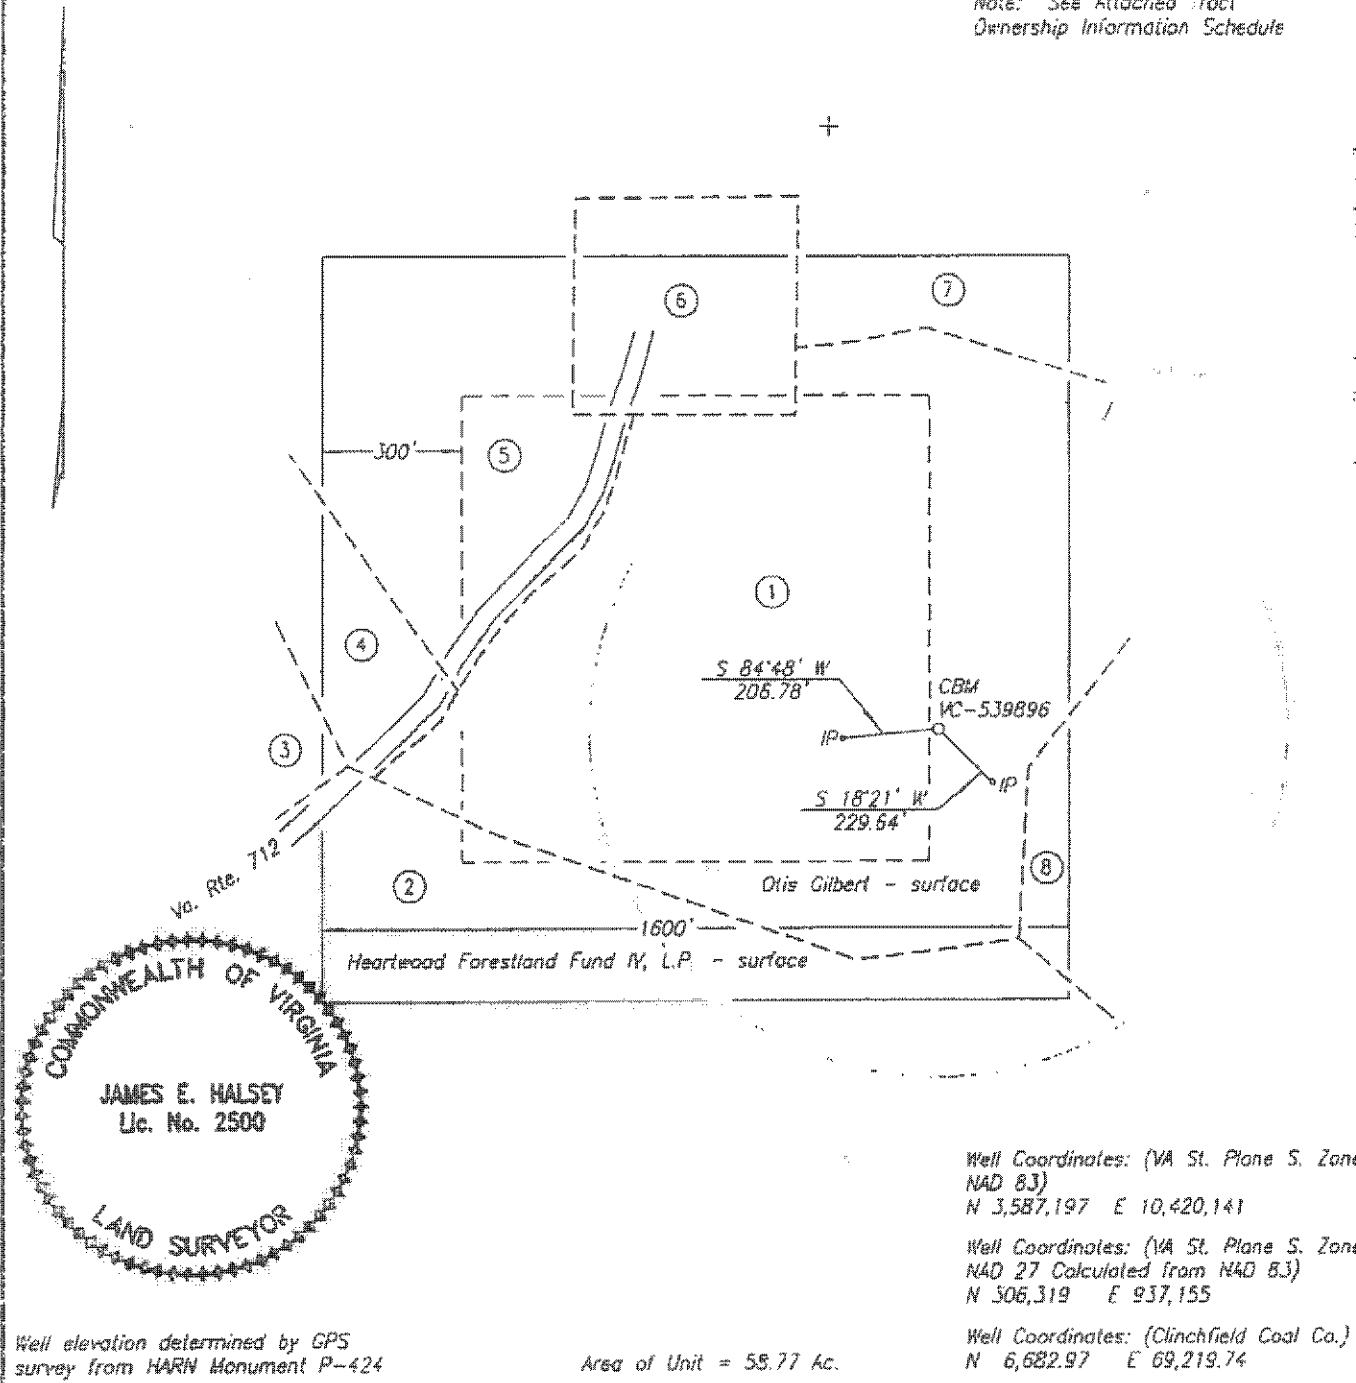 Note: See Attached Tract
Ownership Information Schedule
6
7
300'
5
1
4
S 84°48' W
206.78'
CBM
VC-539896
IP
3
IP
S 18°21' W
229.64'
Va. Rte. 712
8
2
Otis Gilbert - surface
1600'
Heartwood Forestland Fund IV, L.P. - surface
COMMONWEALTH OF VIRGINIA
JAMES E. HALSEY
Lic. No. 2500
LAND SURVEYOR
Well Coordinates: (VA St. Plane S. Zone
NAD 83)
N 3,587,197 E 10,420,141
Well Coordinates: (VA St. Plane S. Zone
NAD 27 Calculated from NAD 83)
N 306,319 E 937,155
Well elevation determined by GPS
survey from HARN Monument P-424
Area of Unit = 58.77 Ac.
Well Coordinates: (Clinchfield Coal Co.)
N 6,682.97 E 69,219.74